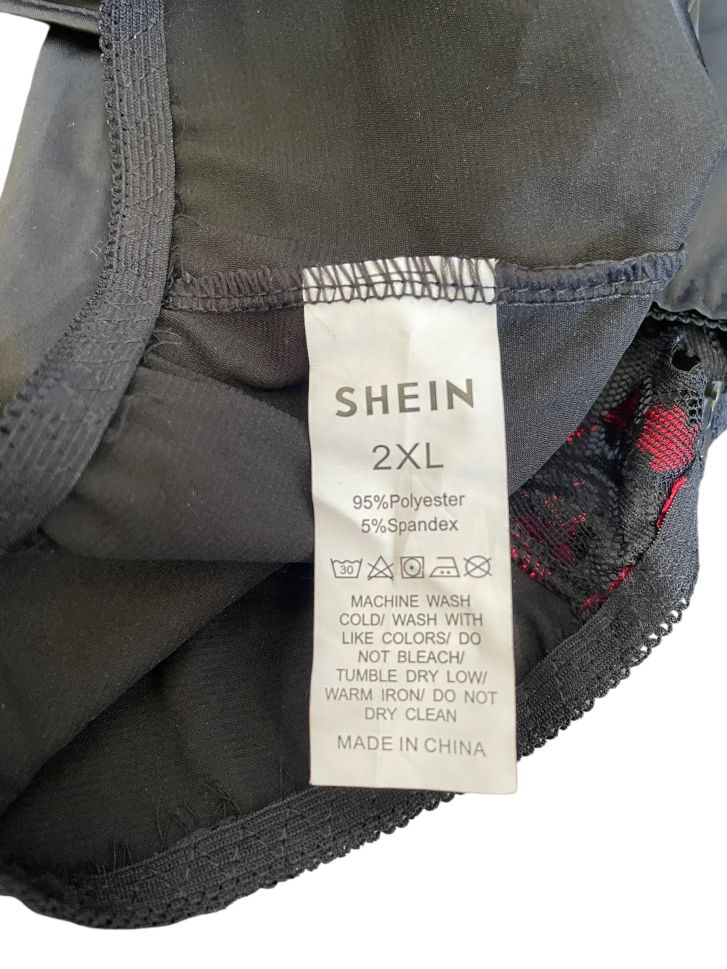 SHEIN
2XL
95%Polyester
5%Spandex
30
MACHINE WASH
COLD/ WASH WITH
LIKE COLORS/ DO
NOT BLEACH/
TUMBLE DRY LOW/
WARM IRON/ DO NOT
DRY CLEAN
MADE IN CHINA